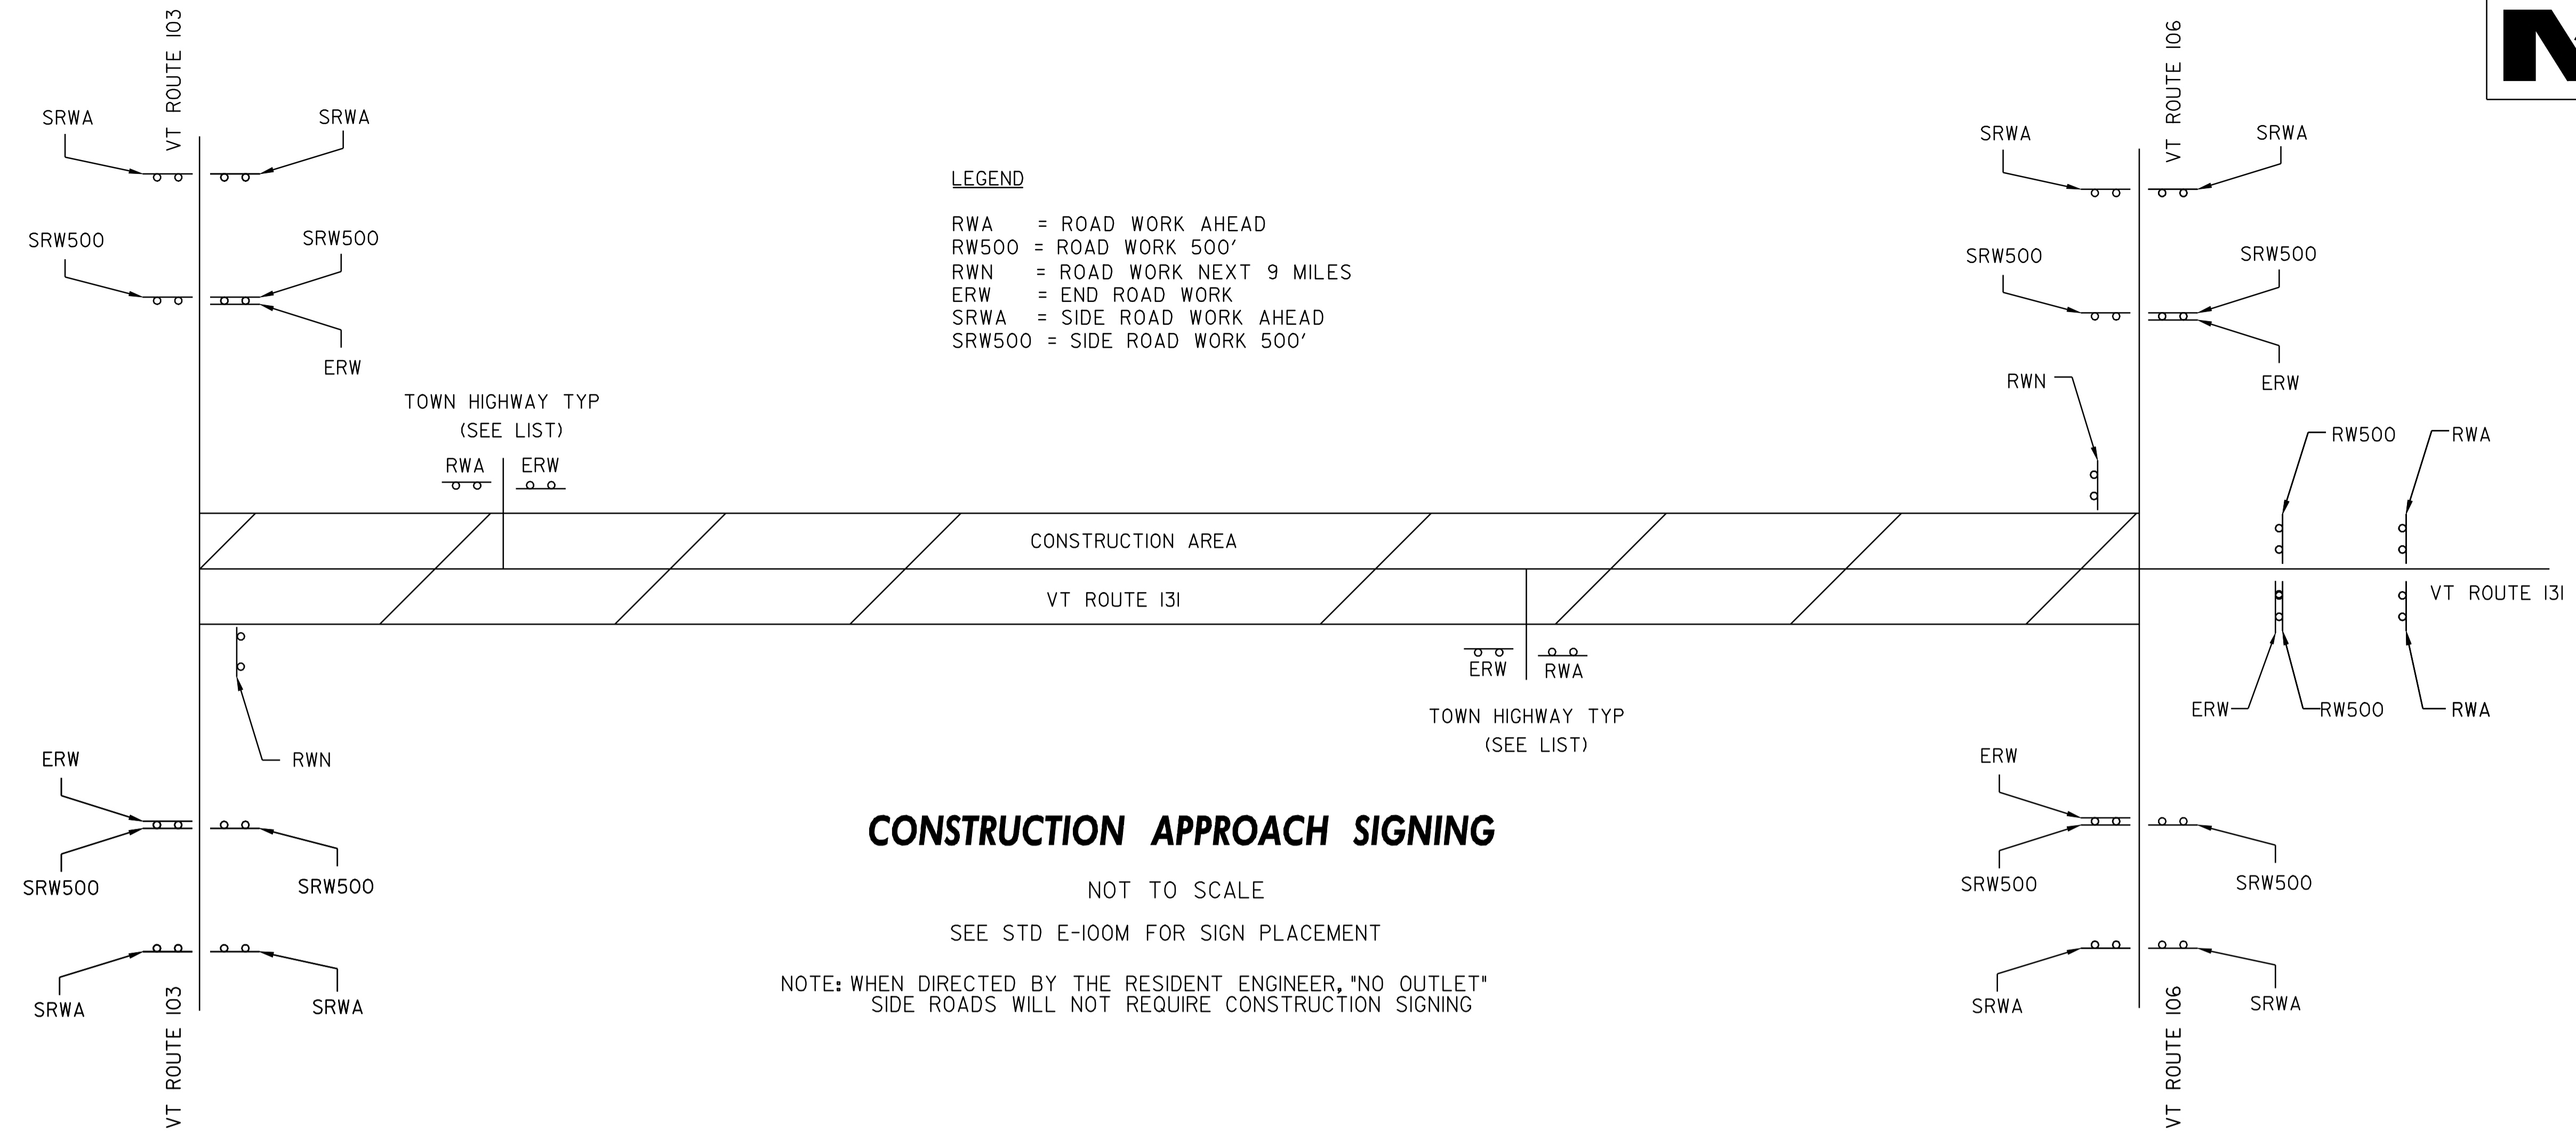 VT ROUTE 103
SRWA
SRWA
SRW500
SRW500
ERW
TOWN HIGHWAY TYP
(SEE LIST)
RWA
ERW
LEGEND
RWA = ROAD WORK AHEAD
RW500 = ROAD WORK 500'
RWN = ROAD WORK NEXT 9 MILES
ERW = END ROAD WORK
SRWA = SIDE ROAD WORK AHEAD
SRW500 = SIDE ROAD WORK 500'
VT ROUTE 106
SRWA
SRWA
SRW500
SRW500
ERW
RWN
RW500
RWA
CONSTRUCTION AREA
VT ROUTE 131
VT ROUTE 131
ERW
RWA
TOWN HIGHWAY TYP
(SEE LIST)
ERW
RW500
RWA
RWN
ERW
SRW500
SRW500
SRWA
SRWA
VT ROUTE 103
CONSTRUCTION APPROACH SIGNING
NOT TO SCALE
SEE STD E-100M FOR SIGN PLACEMENT
NOTE: WHEN DIRECTED BY THE RESIDENT ENGINEER, "NO OUTLET"
SIDE ROADS WILL NOT REQUIRE CONSTRUCTION SIGNING
ERW
SRW500
SRW500
SRWA
SRWA
VT ROUTE 106